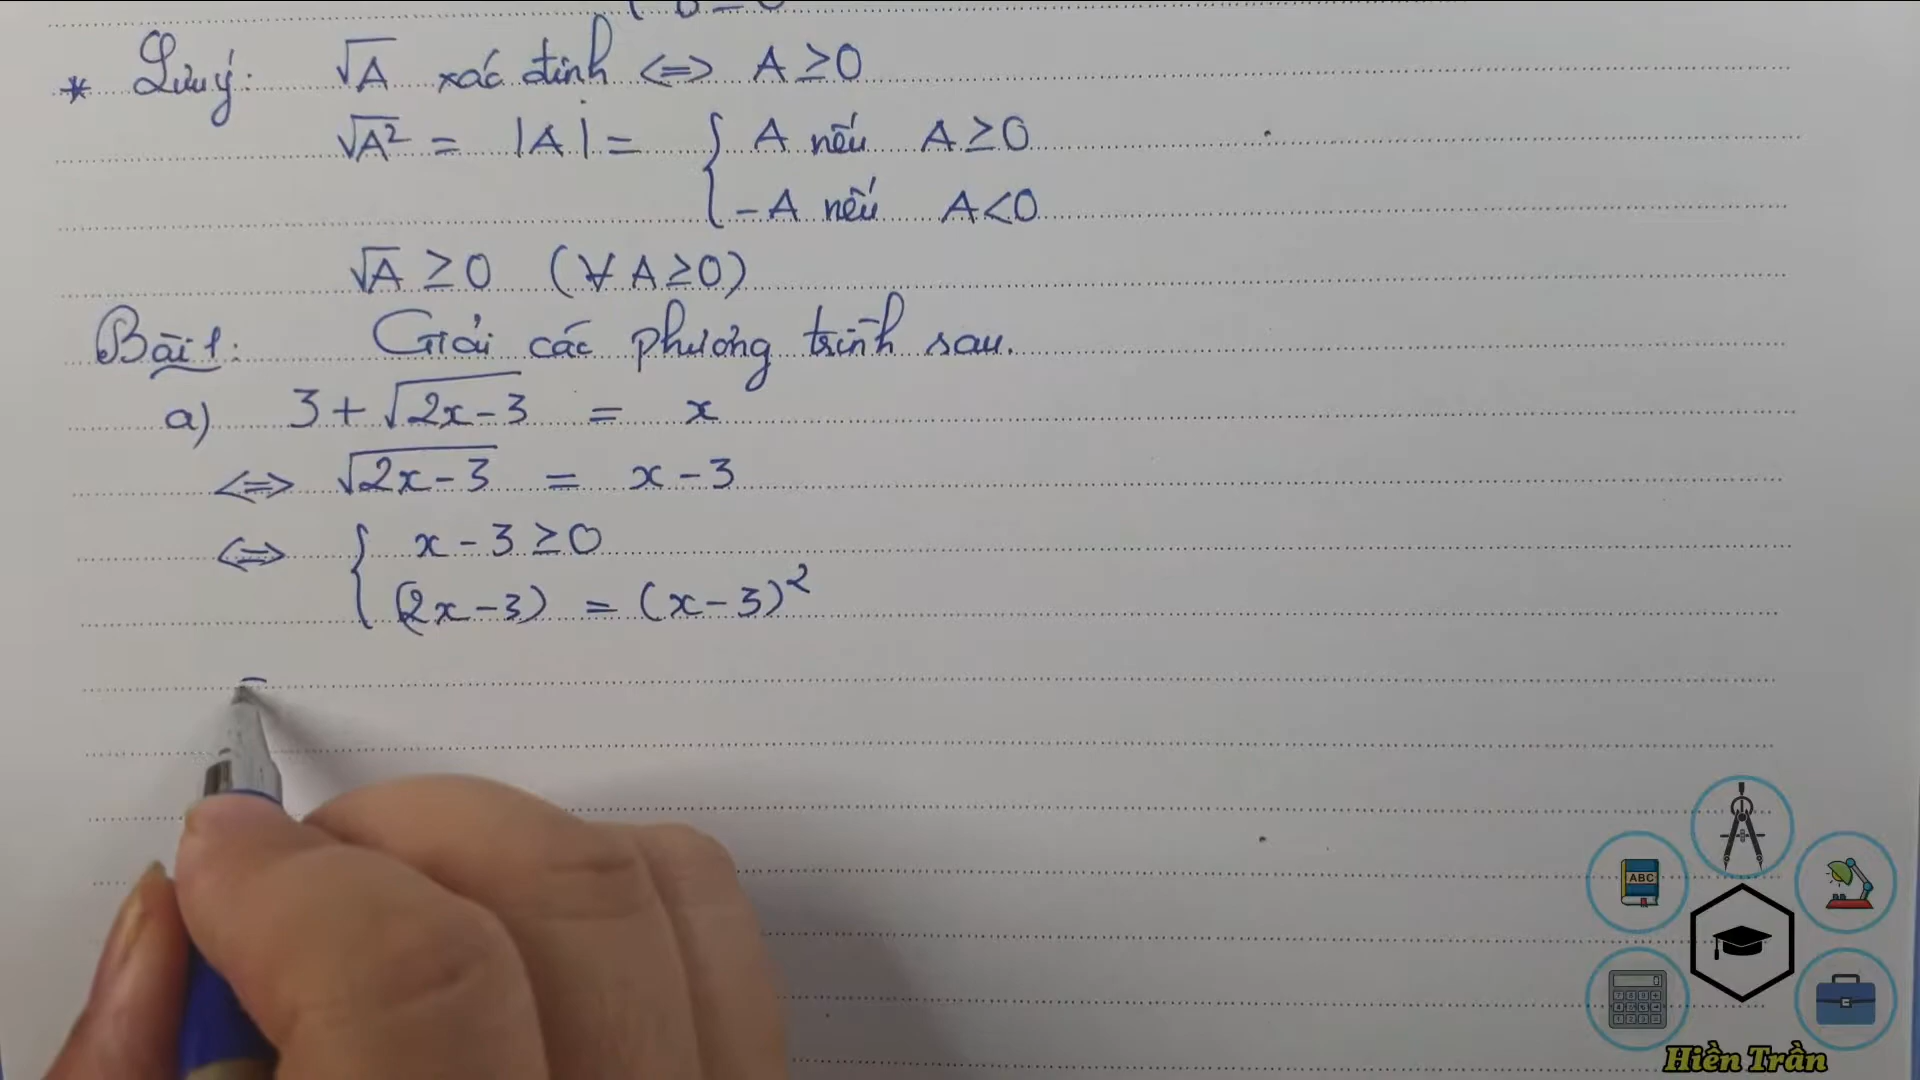 * Lưu ý: √A xác định <=> A ≥ 0
√A² = |A| = { A nếu A ≥ 0
- A nếu A < 0
√A ≥ 0 (∀ A ≥ 0)
Bài 1: Giải các phương trình sau.
a) 3 + √2x - 3 = x
<=> √2x - 3 = x - 3
<=> { x - 3 ≥ 0
(2x - 3) = (x - 3)²
ABC
Hiền Trần